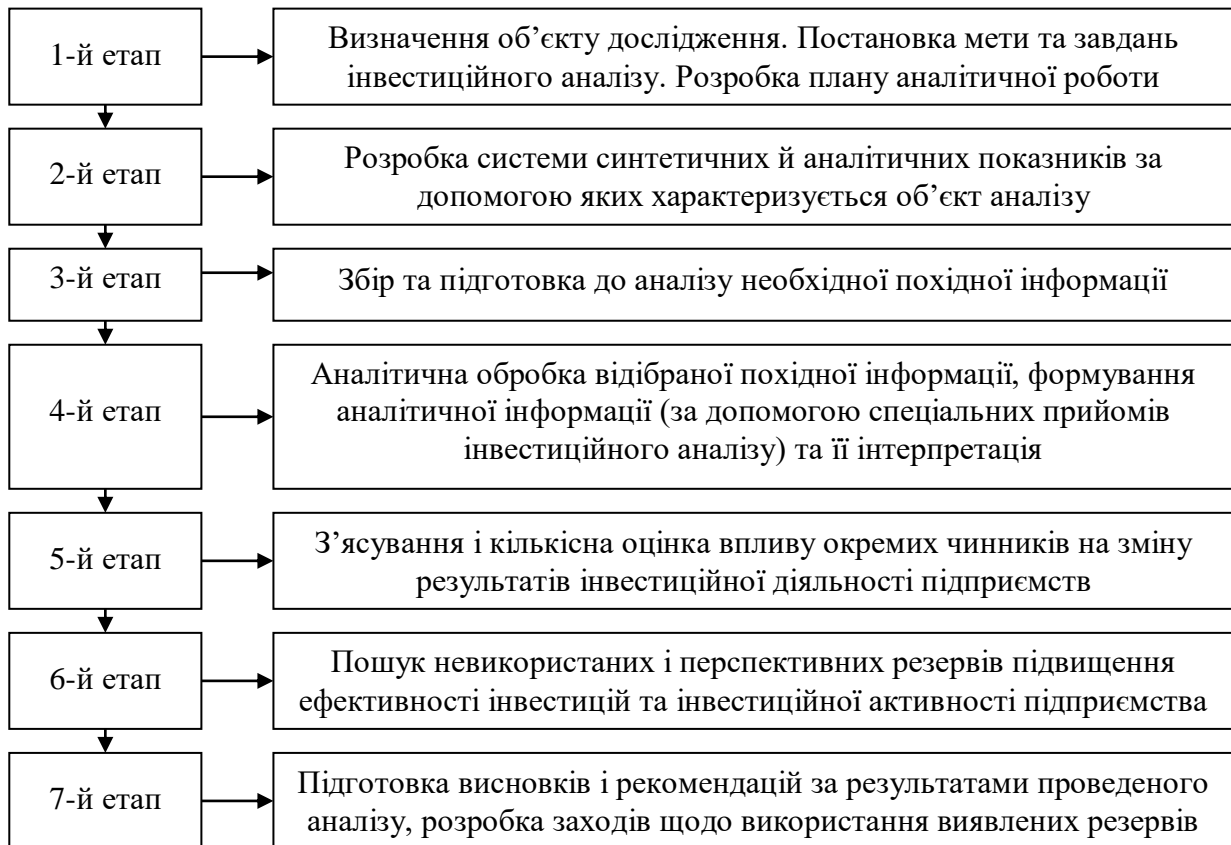 1-й етап
Визначення об’єкту дослідження. Постановка мети та завдань
інвестиційного аналізу. Розробка плану аналітичної роботи
2-й етап
Розробка системи синтетичних й аналітичних показників за
допомогою яких характеризується об’єкт аналізу
3-й етап
Збір та підготовка до аналізу необхідної похідної інформації
4-й етап
Аналітична обробка відібраної похідної інформації, формування
аналітичної інформації (за допомогою спеціальних прийомів
інвестиційного аналізу) та її інтерпретація
5-й етап
З’ясування і кількісна оцінка впливу окремих чинників на зміну
результатів інвестиційної діяльності підприємств
6-й етап
Пошук невикористаних і перспективних резервів підвищення
ефективності інвестицій та інвестиційної активності підприємства
7-й етап
Підготовка висновків і рекомендацій за результатами проведеного
аналізу, розробка заходів щодо використання виявлених резервів